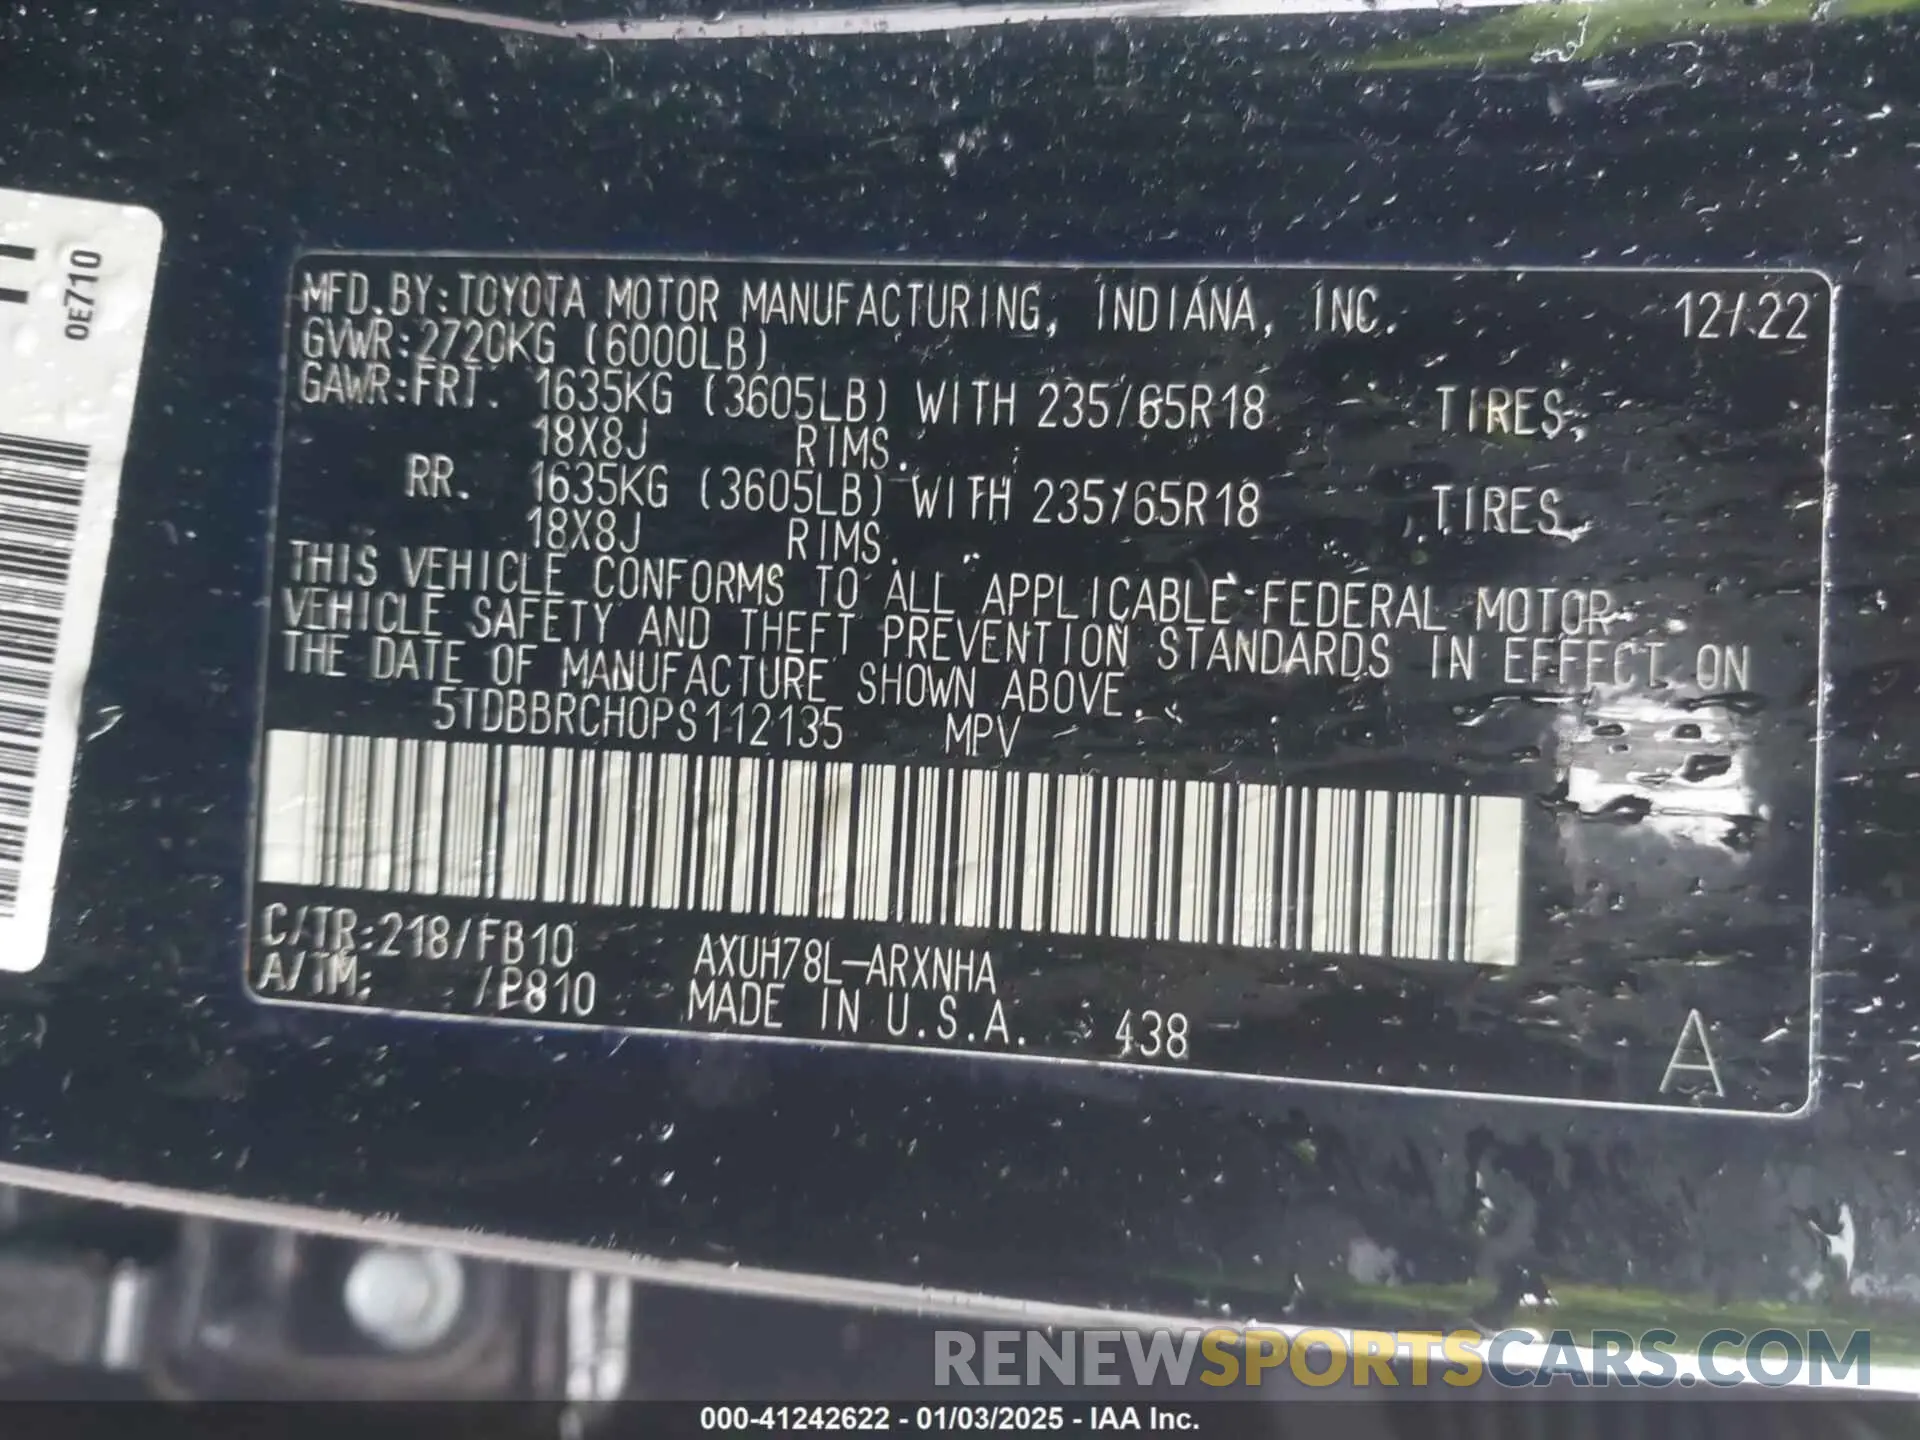 0E710
MFD.BY:TOYOTA MOTOR MANUFACTURING, INDIANA, INC. 12/22
GVWR:2720KG (6000LB)
GAWR:FRT. 1635KG (3605LB) WITH 235/65R18 TIRES,
18X8J RIMS.
RR. 1635KG (3605LB) WITH 235/65R18 TIRES,
18X8J RIMS.
THIS VEHICLE CONFORMS TO ALL APPLICABLE FEDERAL MOTOR
VEHICLE SAFETY AND THEFT PREVENTION STANDARDS IN EFFECT ON
THE DATE OF MANUFACTURE SHOWN ABOVE.
5TDBBRCH0PS112135 MPV
C/TR:218/FB10 AXUH78L-ARXNHA
A/TM: /P810 MADE IN U.S.A. 438
A
RENEWSPORTSCARS.COM
000-41242622 - 01/03/2025 - IAA Inc.